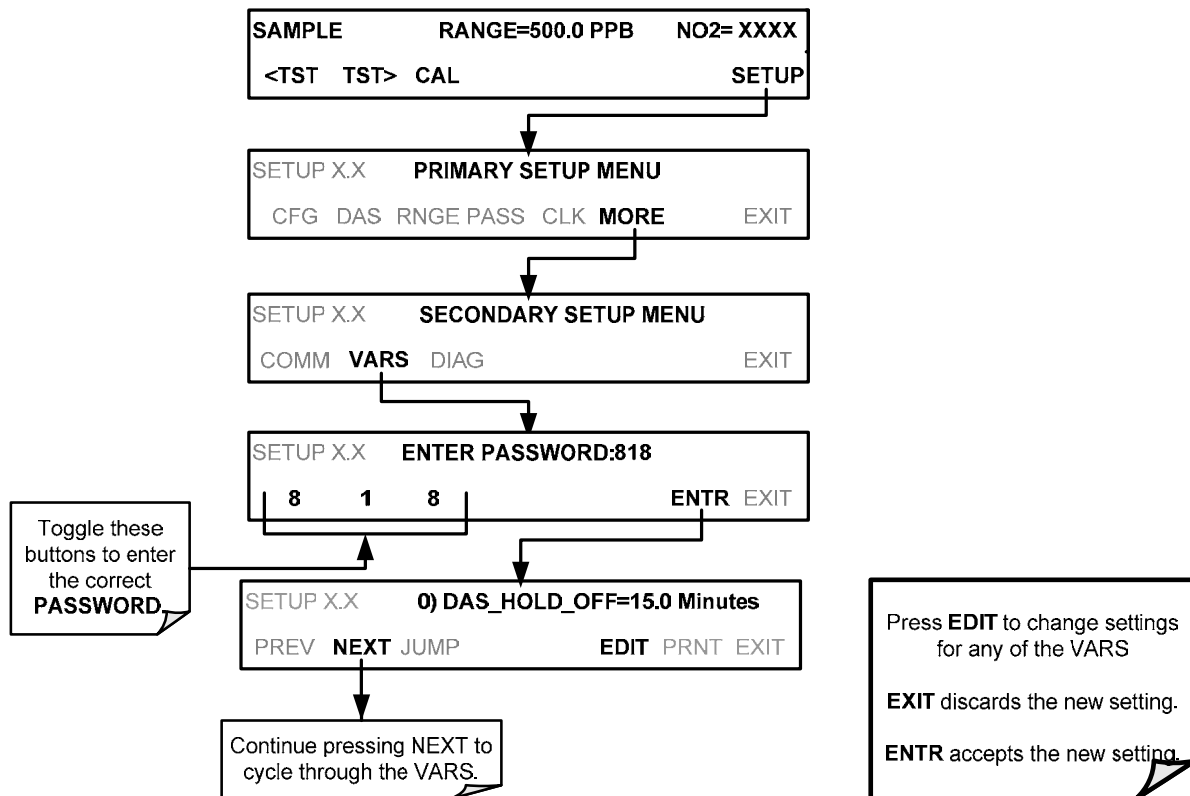 SAMPLE RANGE=500.0 PPB NO2= XXXX
<TST TST> CAL SETUP
SETUP X.X PRIMARY SETUP MENU
CFG DAS RNGE PASS CLK MORE EXIT
SETUP X.X SECONDARY SETUP MENU
COMM VARS DIAG EXIT
SETUP X.X ENTER PASSWORD:818
8 1 8 ENTR EXIT
Toggle these
buttons to enter
the correct
PASSWORD.
SETUP X.X 0) DAS_HOLD_OFF=15.0 Minutes
PREV NEXT JUMP EDIT PRNT EXIT
Continue pressing NEXT to
cycle through the VARS.
Press EDIT to change settings
for any of the VARS
EXIT discards the new setting.
ENTR accepts the new setting.